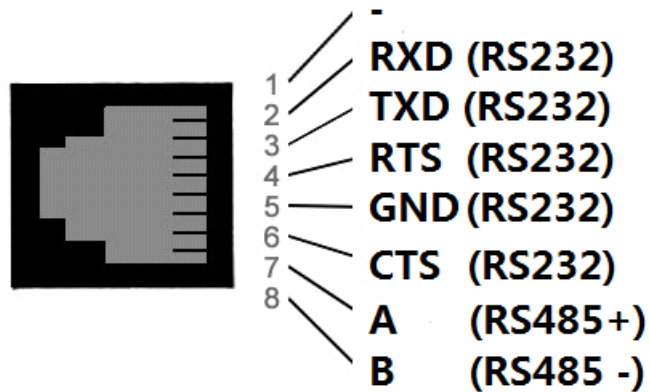 1 -
2 RXD (RS232)
3 TXD (RS232)
4 RTS (RS232)
5 GND (RS232)
6 CTS (RS232)
7 A (RS485+)
8 B (RS485 -)